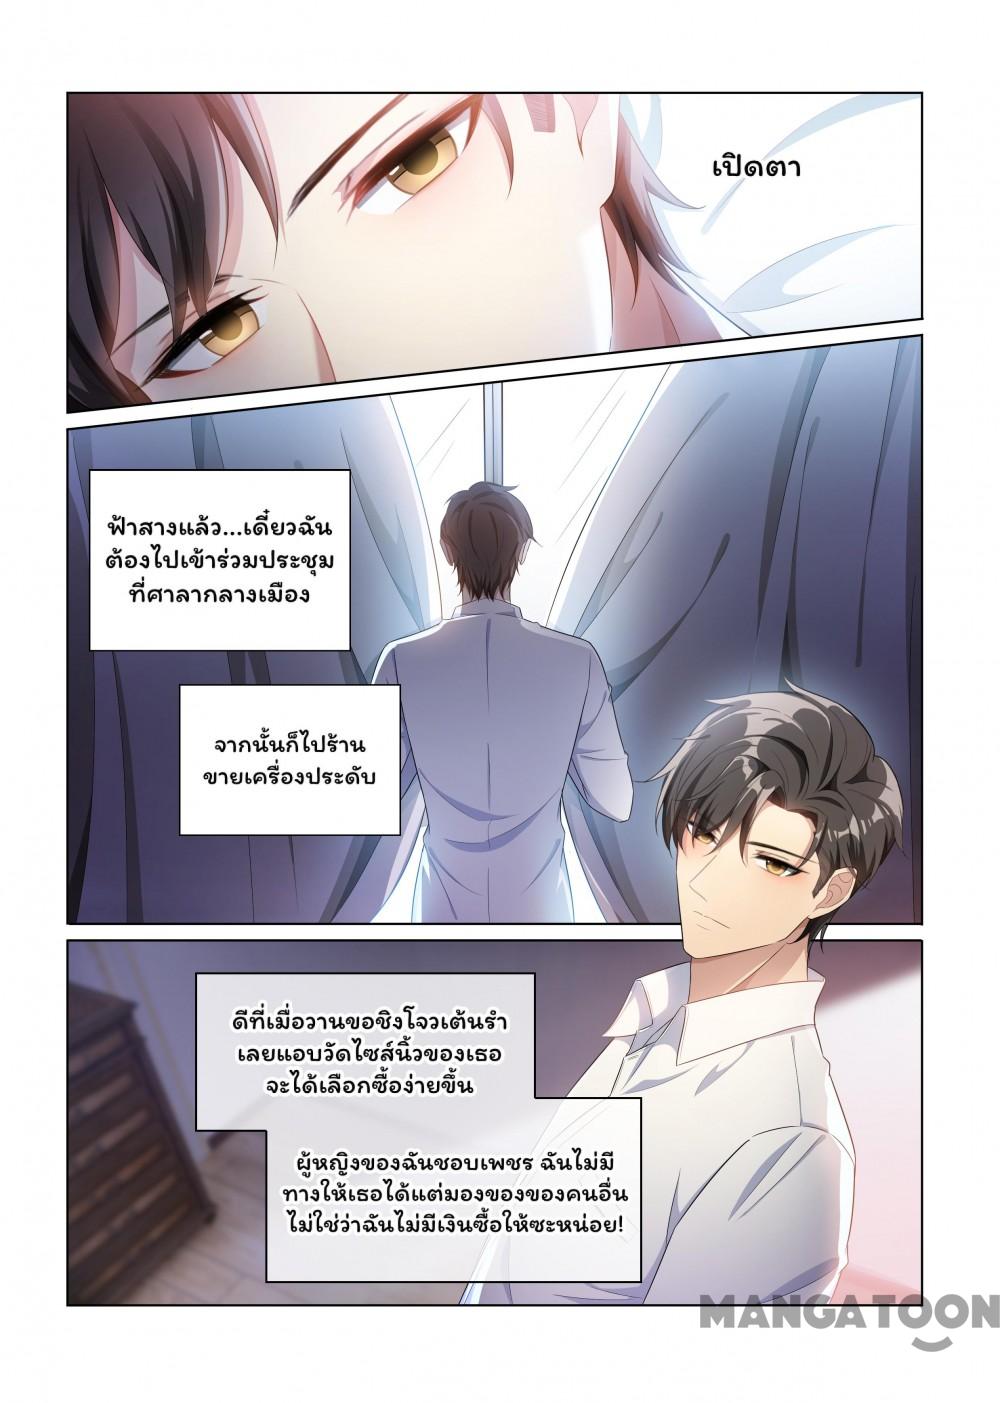 เปิดตา
ฟ้าสางแล้ว...เดี๋ยวฉัน
ต้องไปเข้าร่วมประชุม
ที่ศาลากลางเมือง
จากนั้นก็ไปร้าน
ขายเครื่องประดับ
ดีที่เมื่อวานขอชิงโจวเต้นรำ
เลยแอบวัดไซส์นิ้วของเธอ
จะได้เลือกซื้อง่ายขึ้น
ผู้หญิงของฉันชอบเพชร ฉันไม่มี
ทางให้เธอได้แต่มองของของคนอื่น
ไม่ใช่ว่าฉันไม่มีเงินซื้อให้ซะหน่อย!
MANGATOON